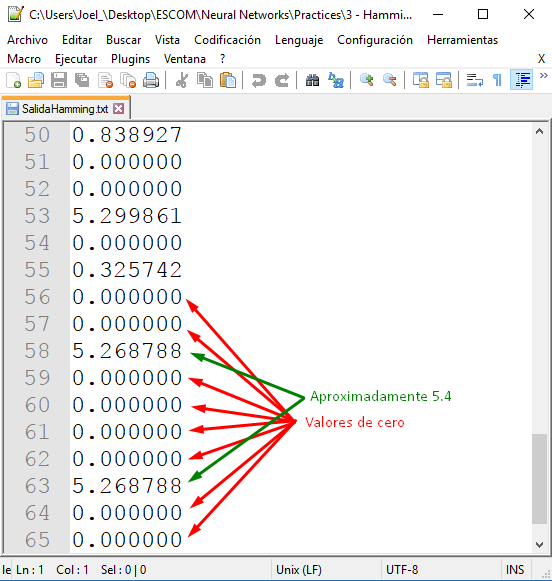 C:\Users\Joel_\Desktop\ESCOM\Neural Networks\Practices\3 - Hammi...
Archivo Editar Buscar Vista Codificación Lenguaje Configuración Herramientas
Macro Ejecutar Plugins Ventana ? X
SalidaHamming.txt
50 0.838927
51 0.000000
52 0.000000
53 5.299861
54 0.000000
55 0.325742
56 0.000000
57 0.000000
58 5.268788
59 0.000000
Aproximadamente 5.4
60 0.000000
Valores de cero
61 0.000000
62 0.000000
63 5.268788
64 0.000000
65 0.000000
le Ln : 1 Col : 1 Sel : 0 | 0 Unix (LF) UTF-8 INS